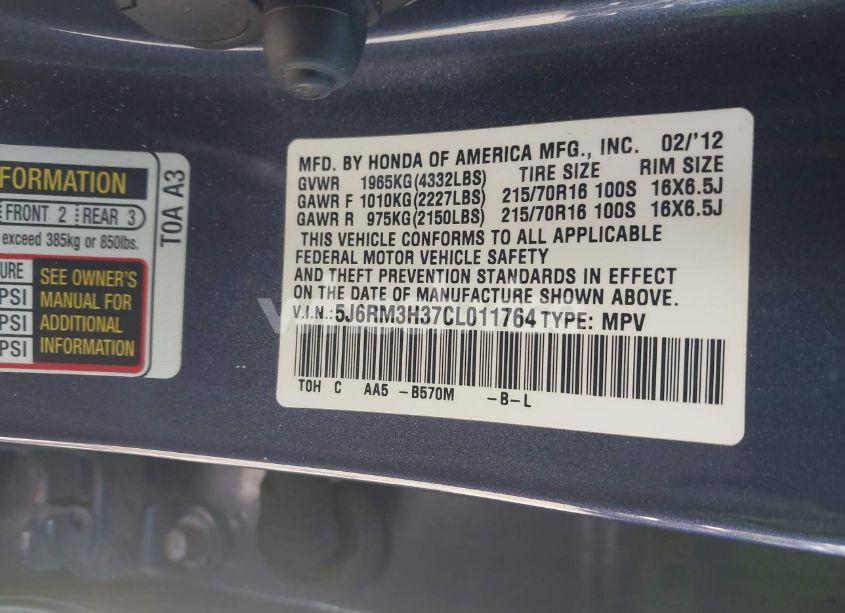 FORMATION
FRONT 2 REAR 3
exceed 385kg or 850lbs.
TOA A3
URE
PSI
PSI
PSI
SEE OWNER'S
MANUAL FOR
ADDITIONAL
INFORMATION
MFD. BY HONDA OF AMERICA MFG., INC. 02/'12
GVWR 1965KG(4332LBS) TIRE SIZE RIM SIZE
GAWR F 1010KG(2227LBS) 215/70R16 100S 16X6.5J
GAWR R 975KG(2150LBS) 215/70R16 100S 16X6.5J
THIS VEHICLE CONFORMS TO ALL APPLICABLE
FEDERAL MOTOR VEHICLE SAFETY
AND THEFT PREVENTION STANDARDS IN EFFECT
ON THE DATE OF MANUFACTURE SHOWN ABOVE.
V.I.N.:5J6RM3H37CL011764 TYPE: MPV
TOH C AA5 -B570M -B-L